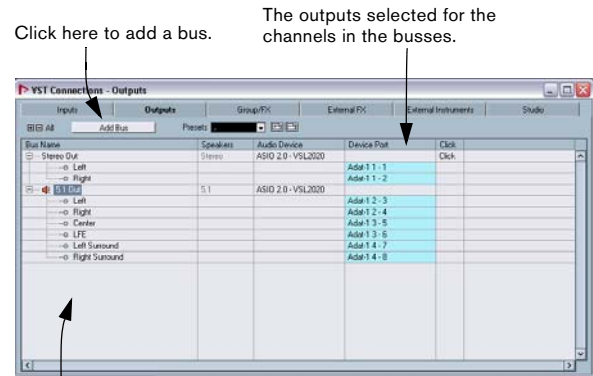 The outputs selected for the
channels in the busses.
Click here to add a bus.
VST Connections - Outputs
Inputs Outputs Group/FX External FX External Instruments Studio
All Add Bus Presets -
Bus Name Speakers Audio Device Device Port Click
Stereo Out Stereo ASIO 2.0 - VSL2020 Click
Left Adat-1 1 - 1
Right Adat-1 1 - 2
5.1 Out 5.1 ASIO 2.0 - VSL2020
Left Adat-1 2 - 3
Right Adat-1 2 - 4
Center Adat-1 3 - 5
LFE Adat-1 3 - 6
Left Surround Adat-1 4 - 7
Right Surround Adat-1 4 - 8